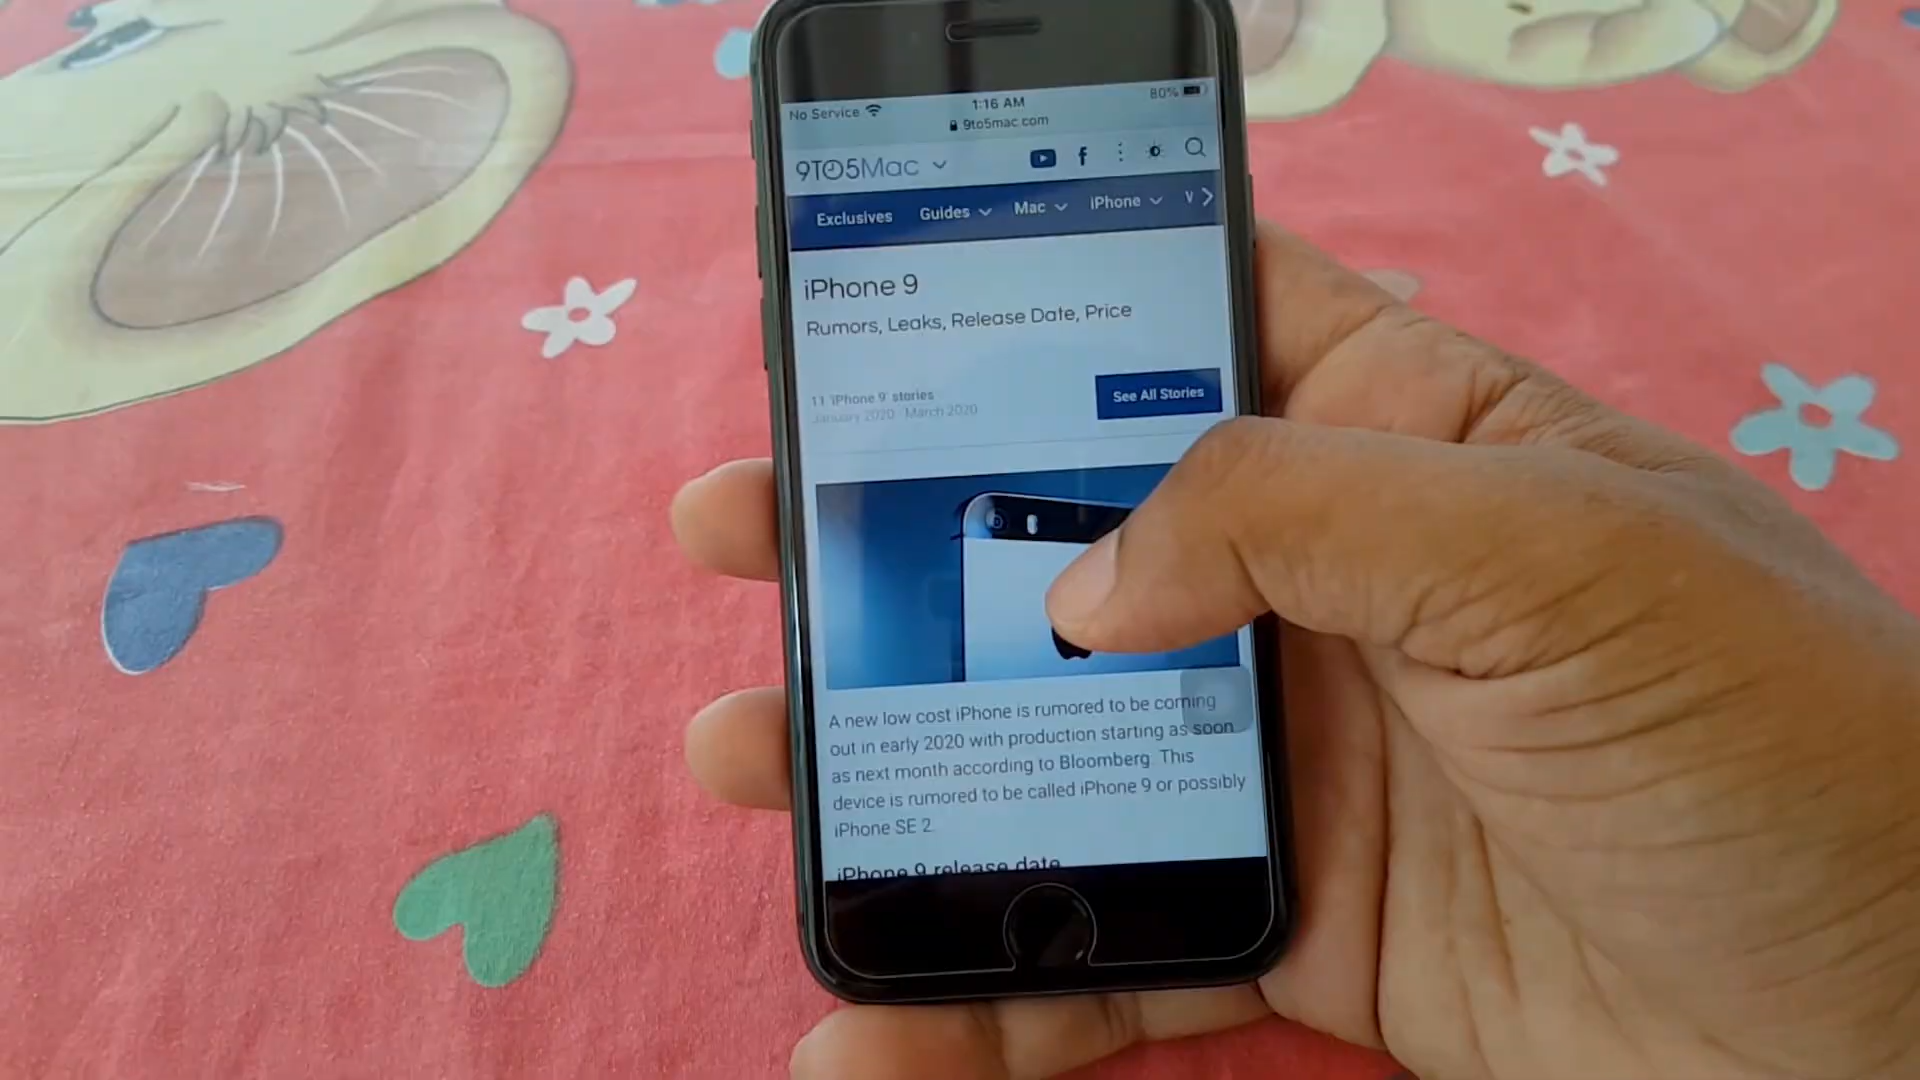 No Service 1:16 AM 80%
9to5mac.com
9TO5Mac
Exclusives Guides Mac iPhone V
iPhone 9
Rumors, Leaks, Release Date, Price
11 'iPhone 9' stories
January 2020 - March 2020
See All Stories
A new low cost iPhone is rumored to be coming
out in early 2020 with production starting as soon
as next month according to Bloomberg. This
device is rumored to be called iPhone 9 or possibly
iPhone SE 2.
iPhone 9 release date